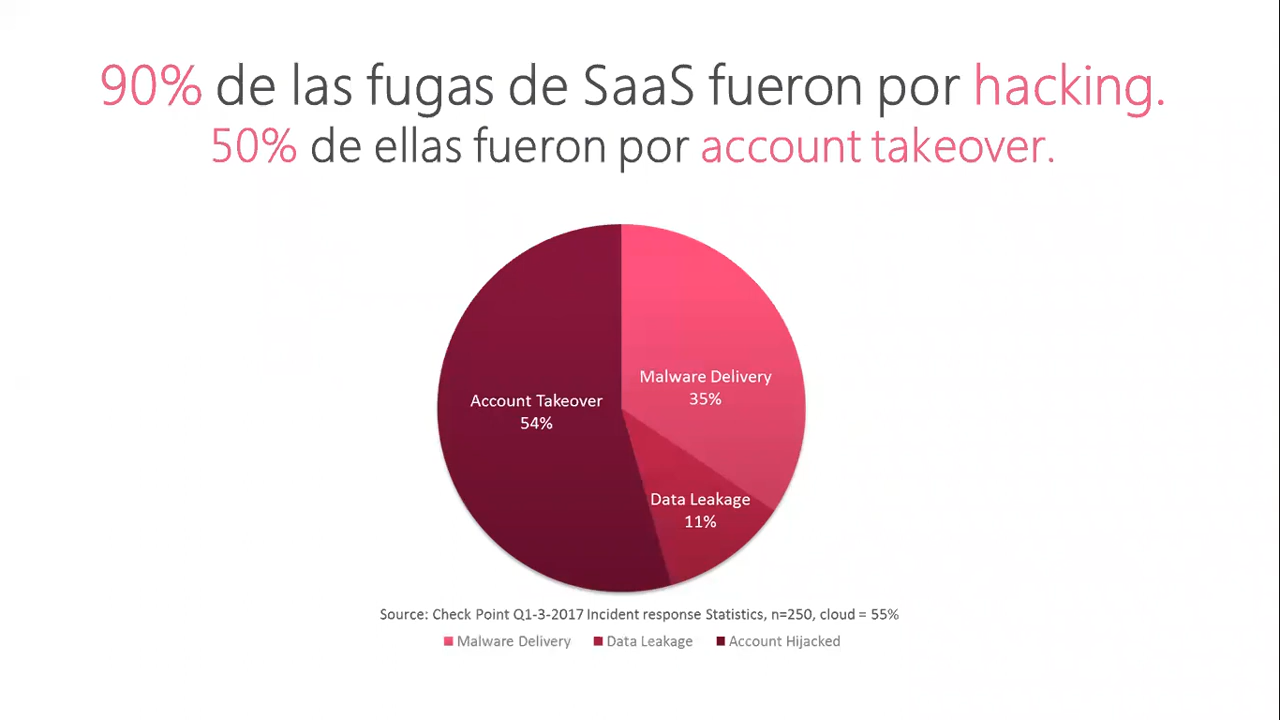 90% de las fugas de SaaS fueron por hacking.
50% de ellas fueron por account takeover.
Malware Delivery
35%
Account Takeover
54%
Data Leakage
11%
Source: Check Point Q1-3-2017 Incident response Statistics, n=250, cloud = 55%
Malware Delivery Data Leakage Account Hijacked